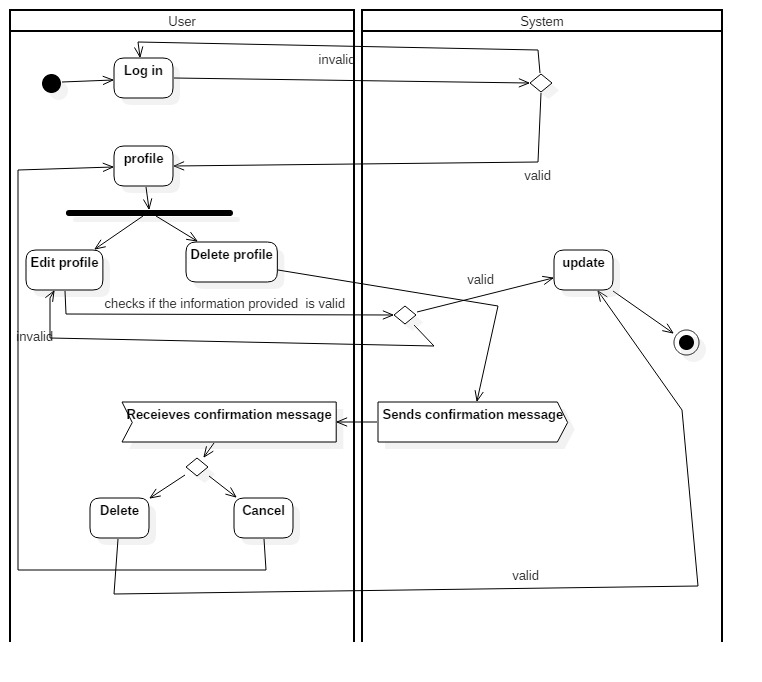 User
System
invalid
Log in
profile
valid
Edit profile
Delete profile
update
valid
checks if the information provided  is valid
invalid
Receieves confirmation message
Sends confirmation message
Delete
Cancel
valid